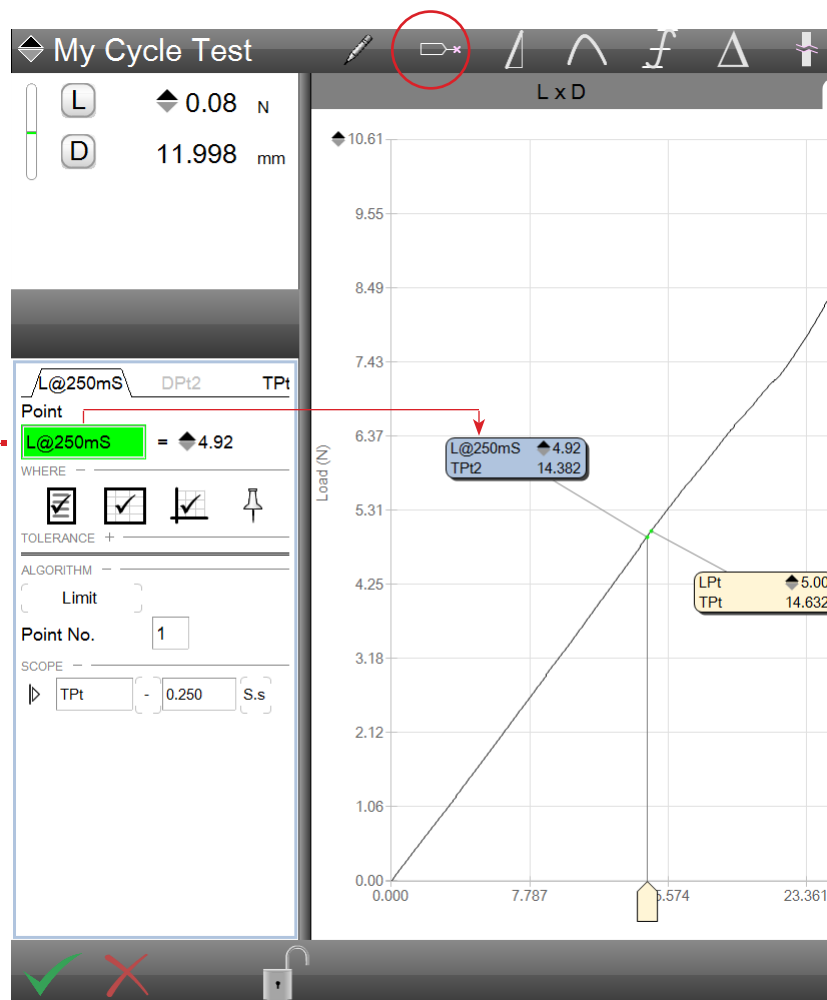 My Cycle Test
L 0.08 N
D 11.998 mm
L@250mS DPt2 TPt
Point
L@250mS = 4.92
WHERE −
TOLERANCE +
ALGORITHM −
Limit
Point No. 1
SCOPE −
TPt - 0.250 S.s
L x D
10.61
9.55
8.49
7.43
6.37
5.31
4.25
3.18
2.12
1.06
0.00
Load (N)
L@250mS 4.92
TPt2 14.382
LPt 5.00
TPt 14.632
0.000 7.787 5.574 23.361